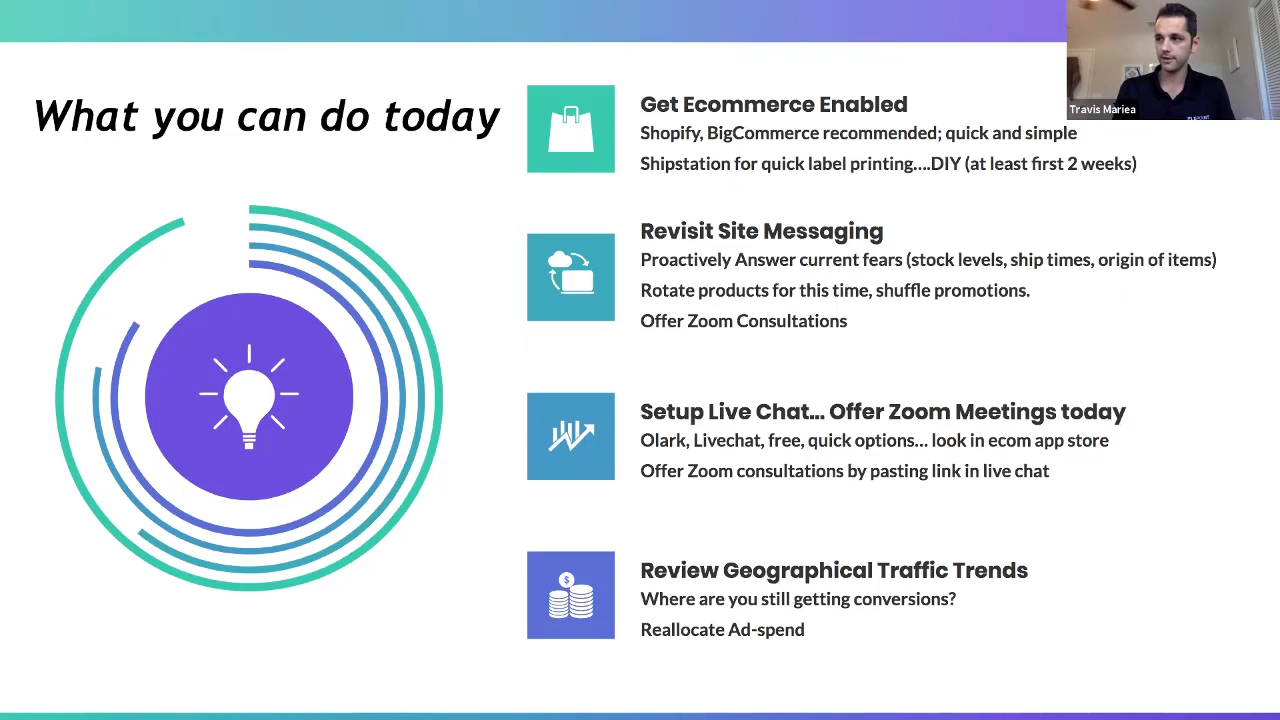 What you can do today
Travis Mariea
Get Ecommerce Enabled
Shopify, BigCommerce recommended; quick and simple
Shipstation for quick label printing....DIY (at least first 2 weeks)
Revisit Site Messaging
Proactively Answer current fears (stock levels, ship times, origin of items)
Rotate products for this time, shuffle promotions.
Offer Zoom Consultations
Setup Live Chat... Offer Zoom Meetings today
Olark, Livechat, free, quick options... look in ecom app store
Offer Zoom consultations by pasting link in live chat
$
Review Geographical Traffic Trends
Where are you still getting conversions?
Reallocate Ad-spend